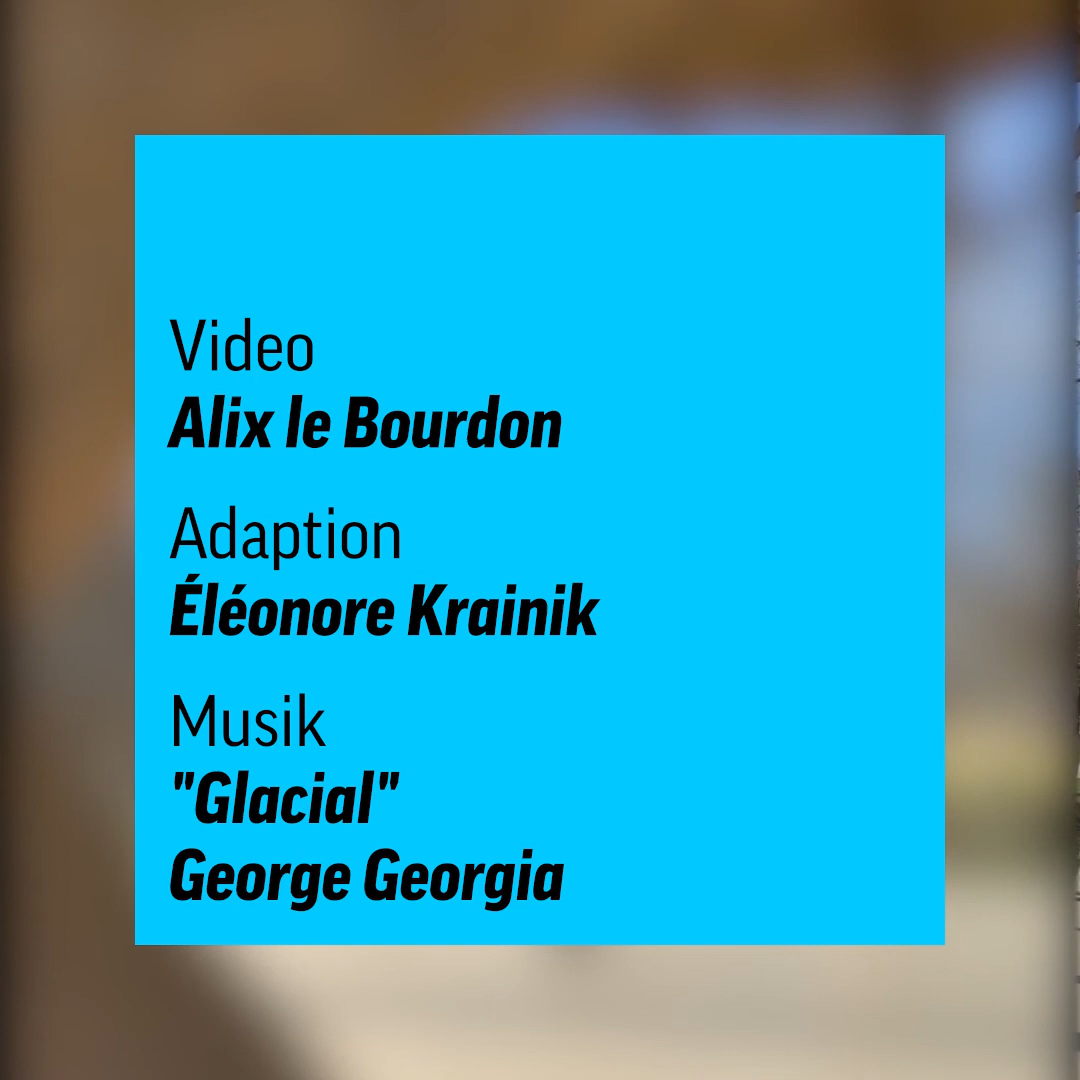 Video
Alix le Bourdon
Adaption
Éléonore Krainik
Musik
"Glacial"
George Georgia